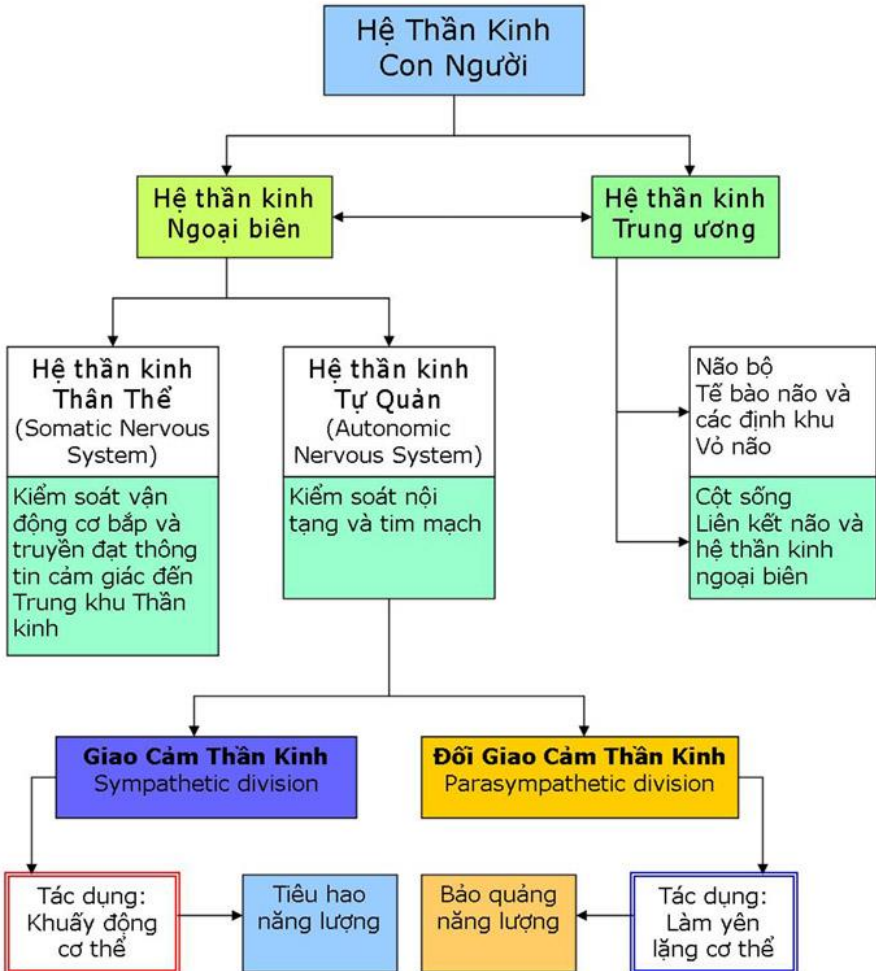 Hệ Thần Kinh
Con Người
Hệ thần kinh
Ngoại biên
Hệ thần kinh
Trung ương
Hệ thần kinh
Thân Thể
(Somatic Nervous
System)
Kiểm soát vận
động cơ bắp và
truyền đạt thông
tin cảm giác đến
Trung khu Thần
kinh
Hệ thần kinh
Tự Quản
(Autonomic
Nervous System)
Kiểm soát nội
tạng và tim mạch
Não bộ
Tế bào não và
các định khu
Vỏ não
Cột sống
Liên kết não và
hệ thần kinh
ngoại biên
Giao Cảm Thần Kinh
Sympathetic division
Đối Giao Cảm Thần Kinh
Parasympathetic division
Tác dụng:
Khuấy động
cơ thể
Tiêu hao
năng lượng
Bảo quảng
năng lượng
Tác dụng:
Làm yên
lặng cơ thể